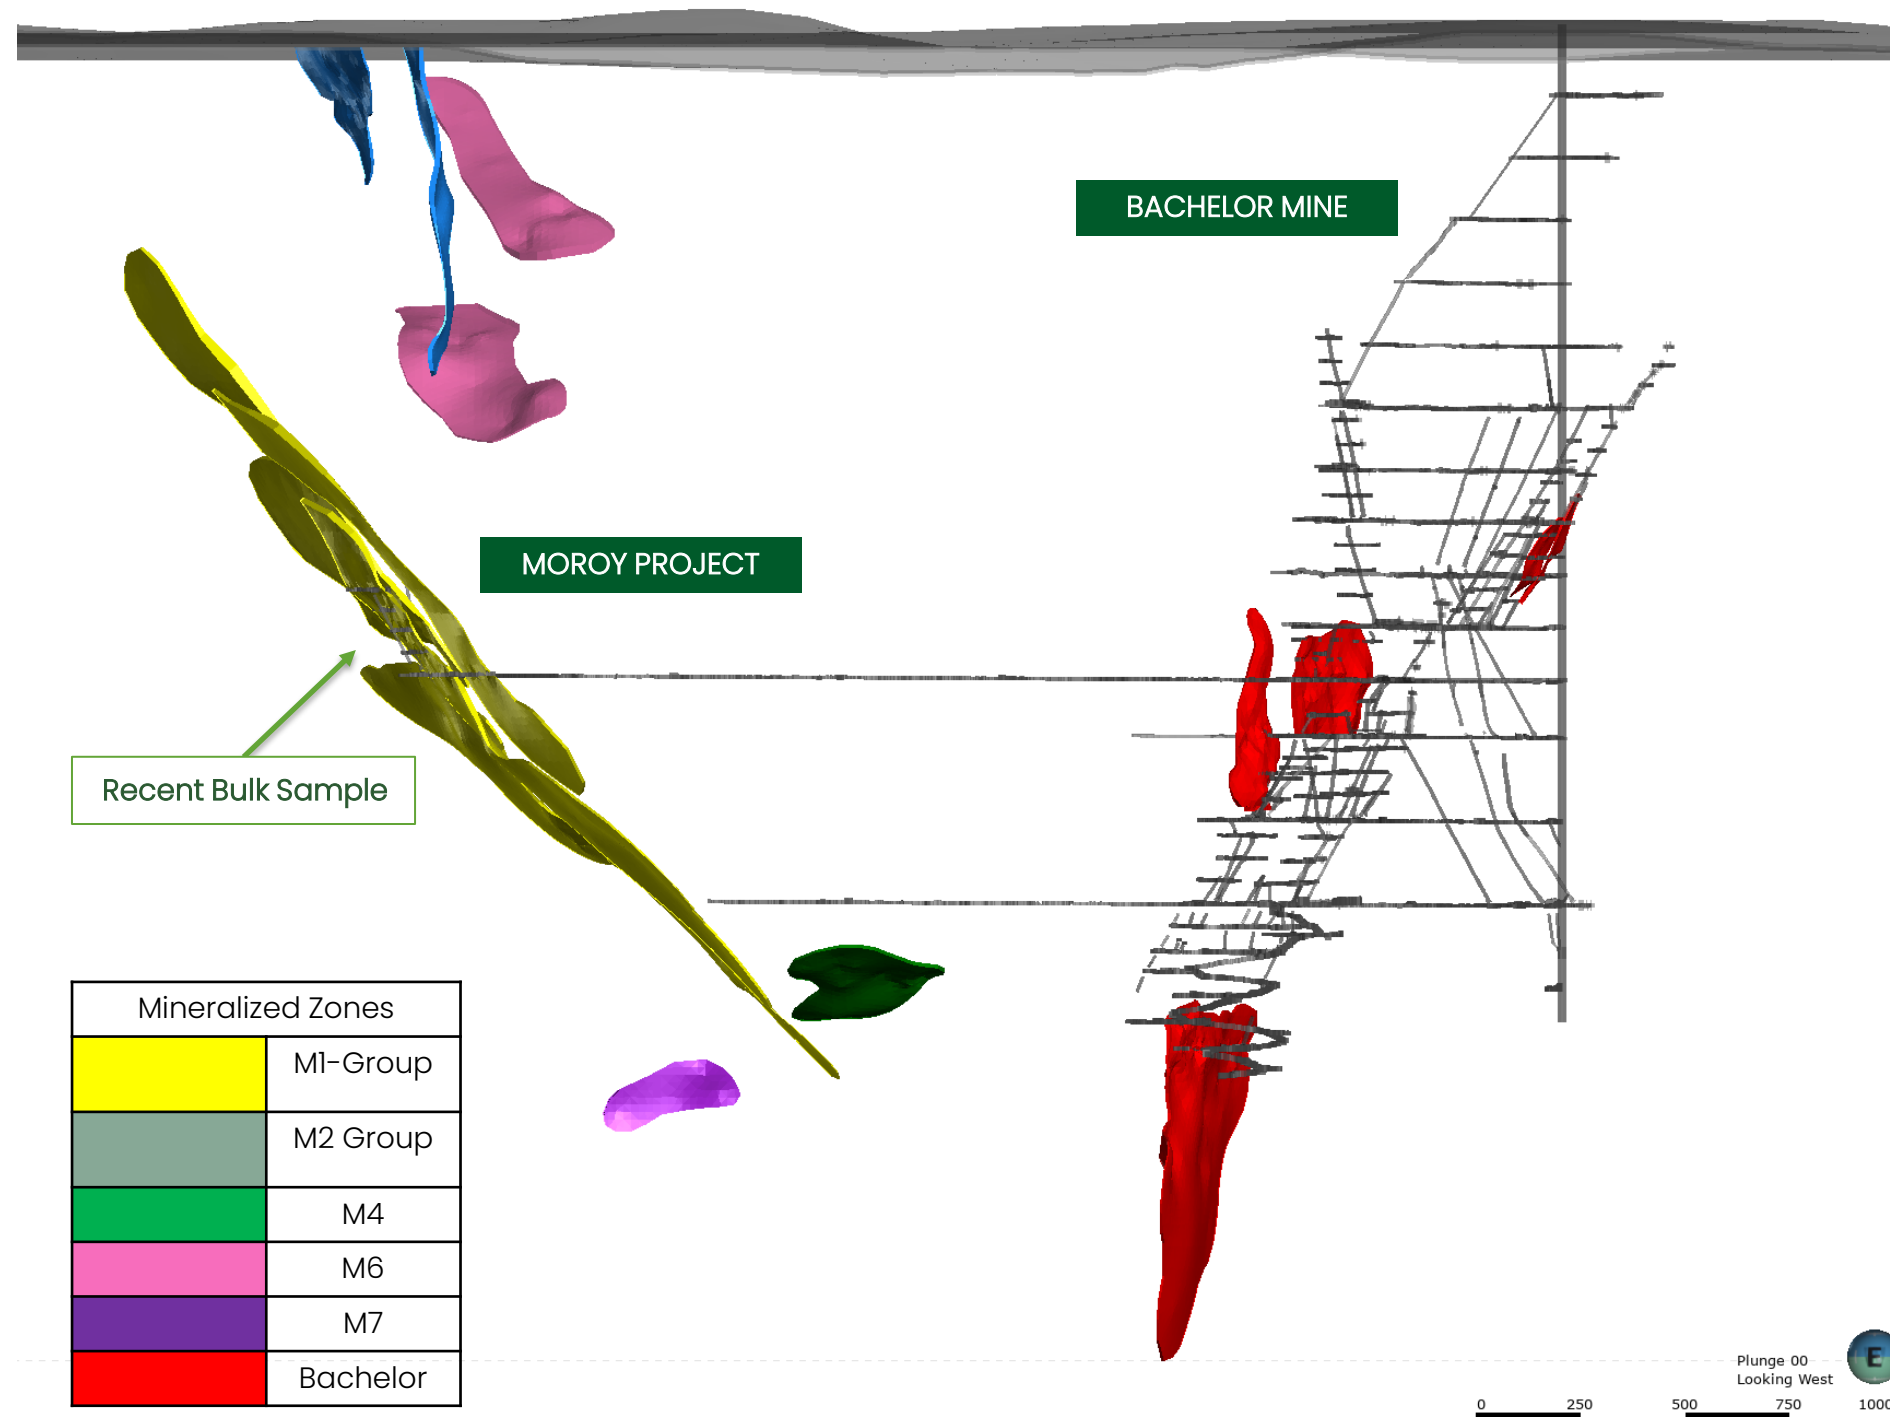 BACHELOR MINE
MOROY PROJECT
Recent Bulk Sample
Mineralized Zones
M1-Group
M2 Group
M4
M6
M7
Bachelor
Plunge 00
Looking West
E
0 250 500 750 1000